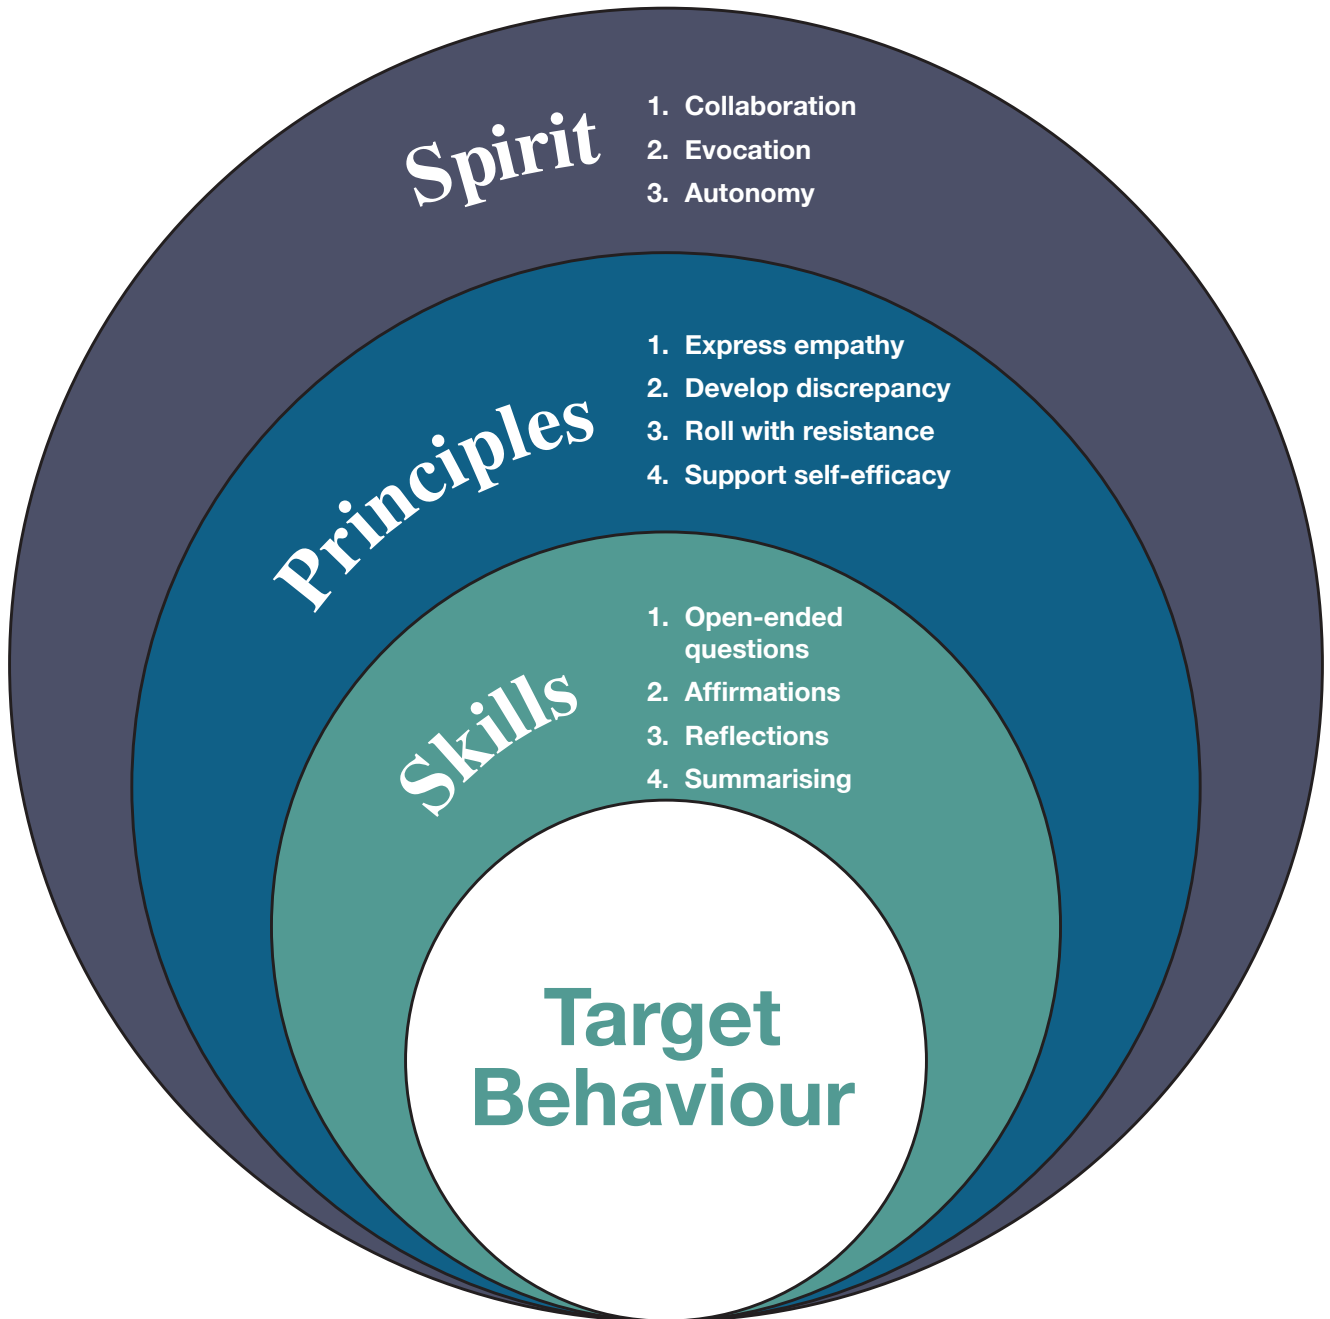 Spirit
1. Collaboration
2. Evocation
3. Autonomy
Principles
1. Express empathy
2. Develop discrepancy
3. Roll with resistance
4. Support self-efficacy
Skills
1. Open-ended
questions
2. Affirmations
3. Reflections
4. Summarising
Target
Behaviour